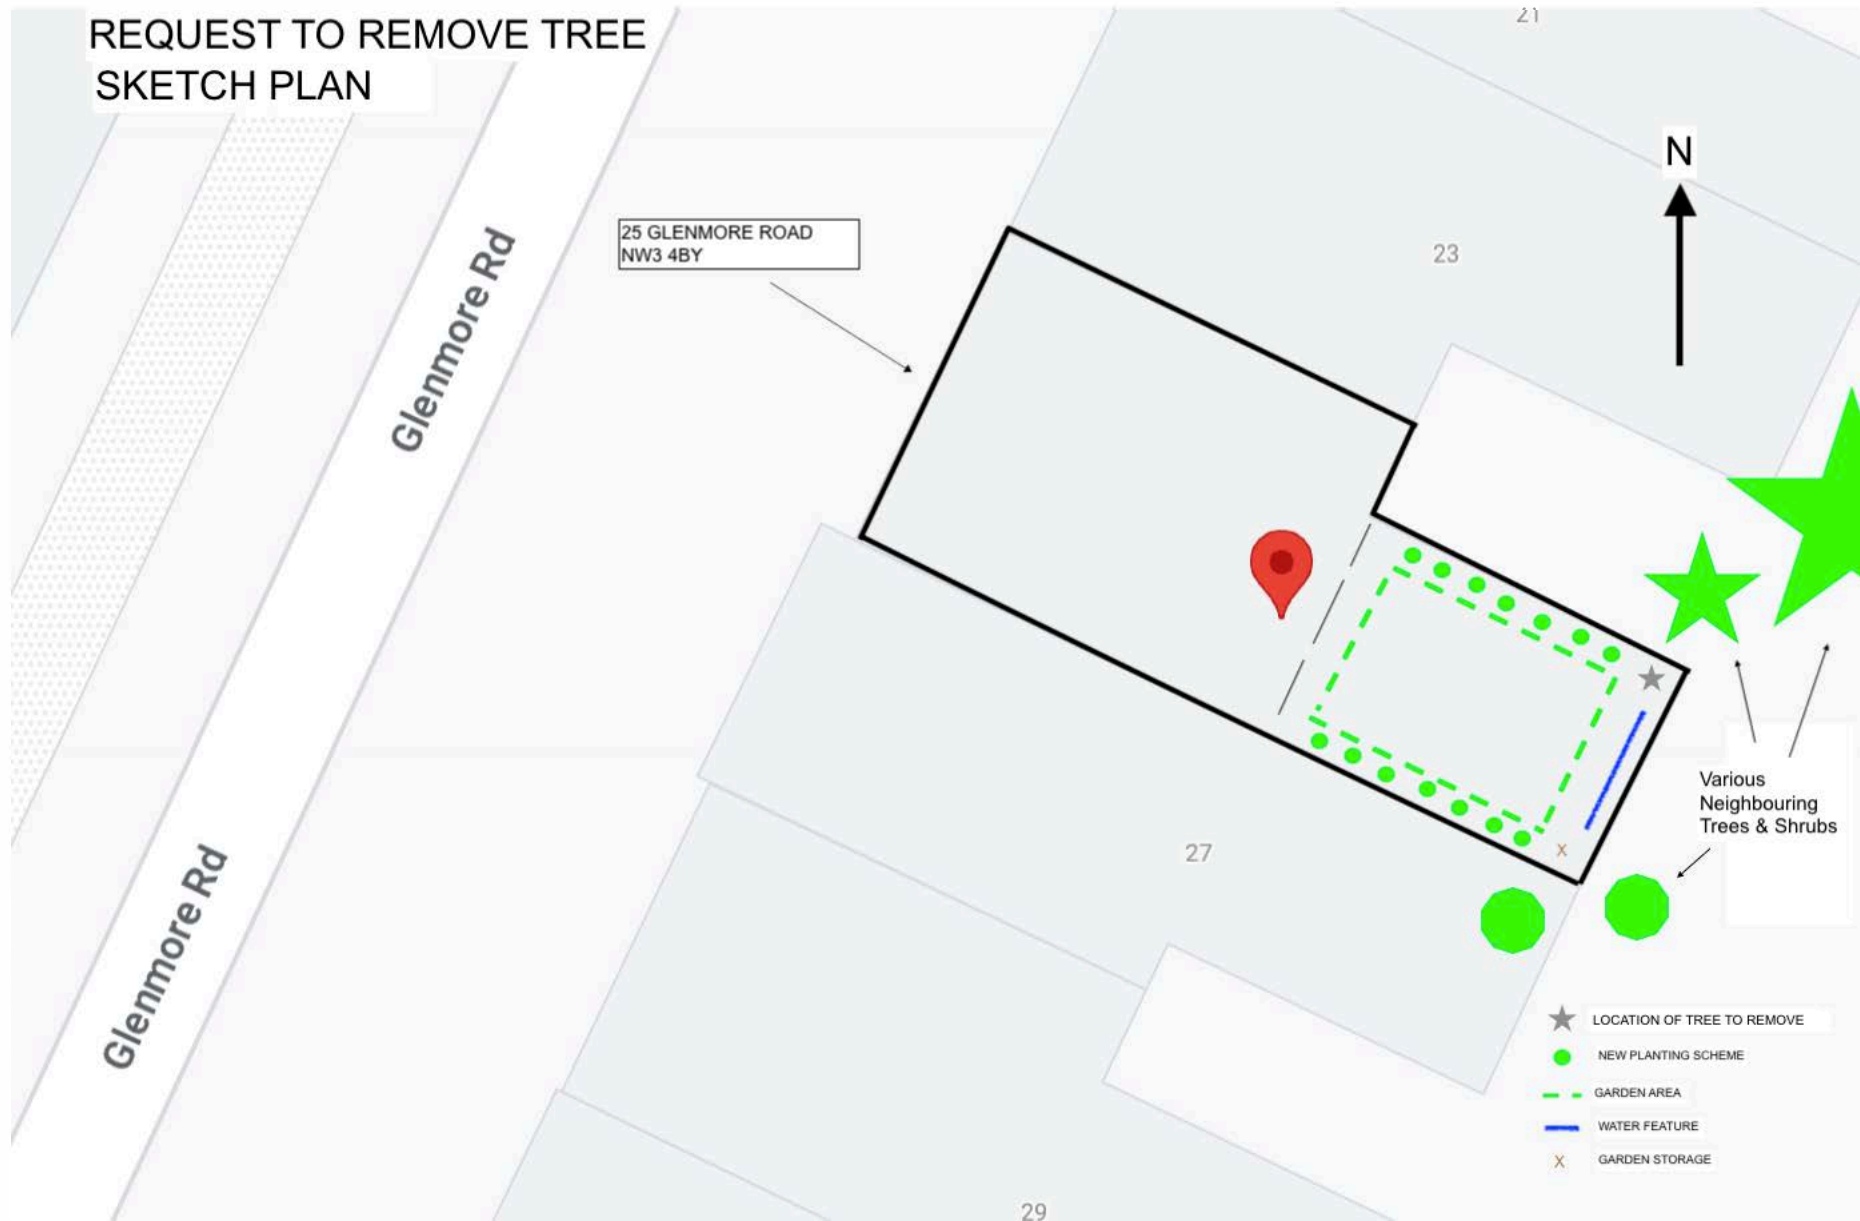 REQUEST TO REMOVE TREE
SKETCH PLAN
21
N
25 GLENMORE ROAD
NW3 4BY
23
Glenmore Rd
Various
Neighbouring
Trees & Shrubs
27
Glenmore Rd
LOCATION OF TREE TO REMOVE
NEW PLANTING SCHEME
GARDEN AREA
WATER FEATURE
X
X GARDEN STORAGE
29